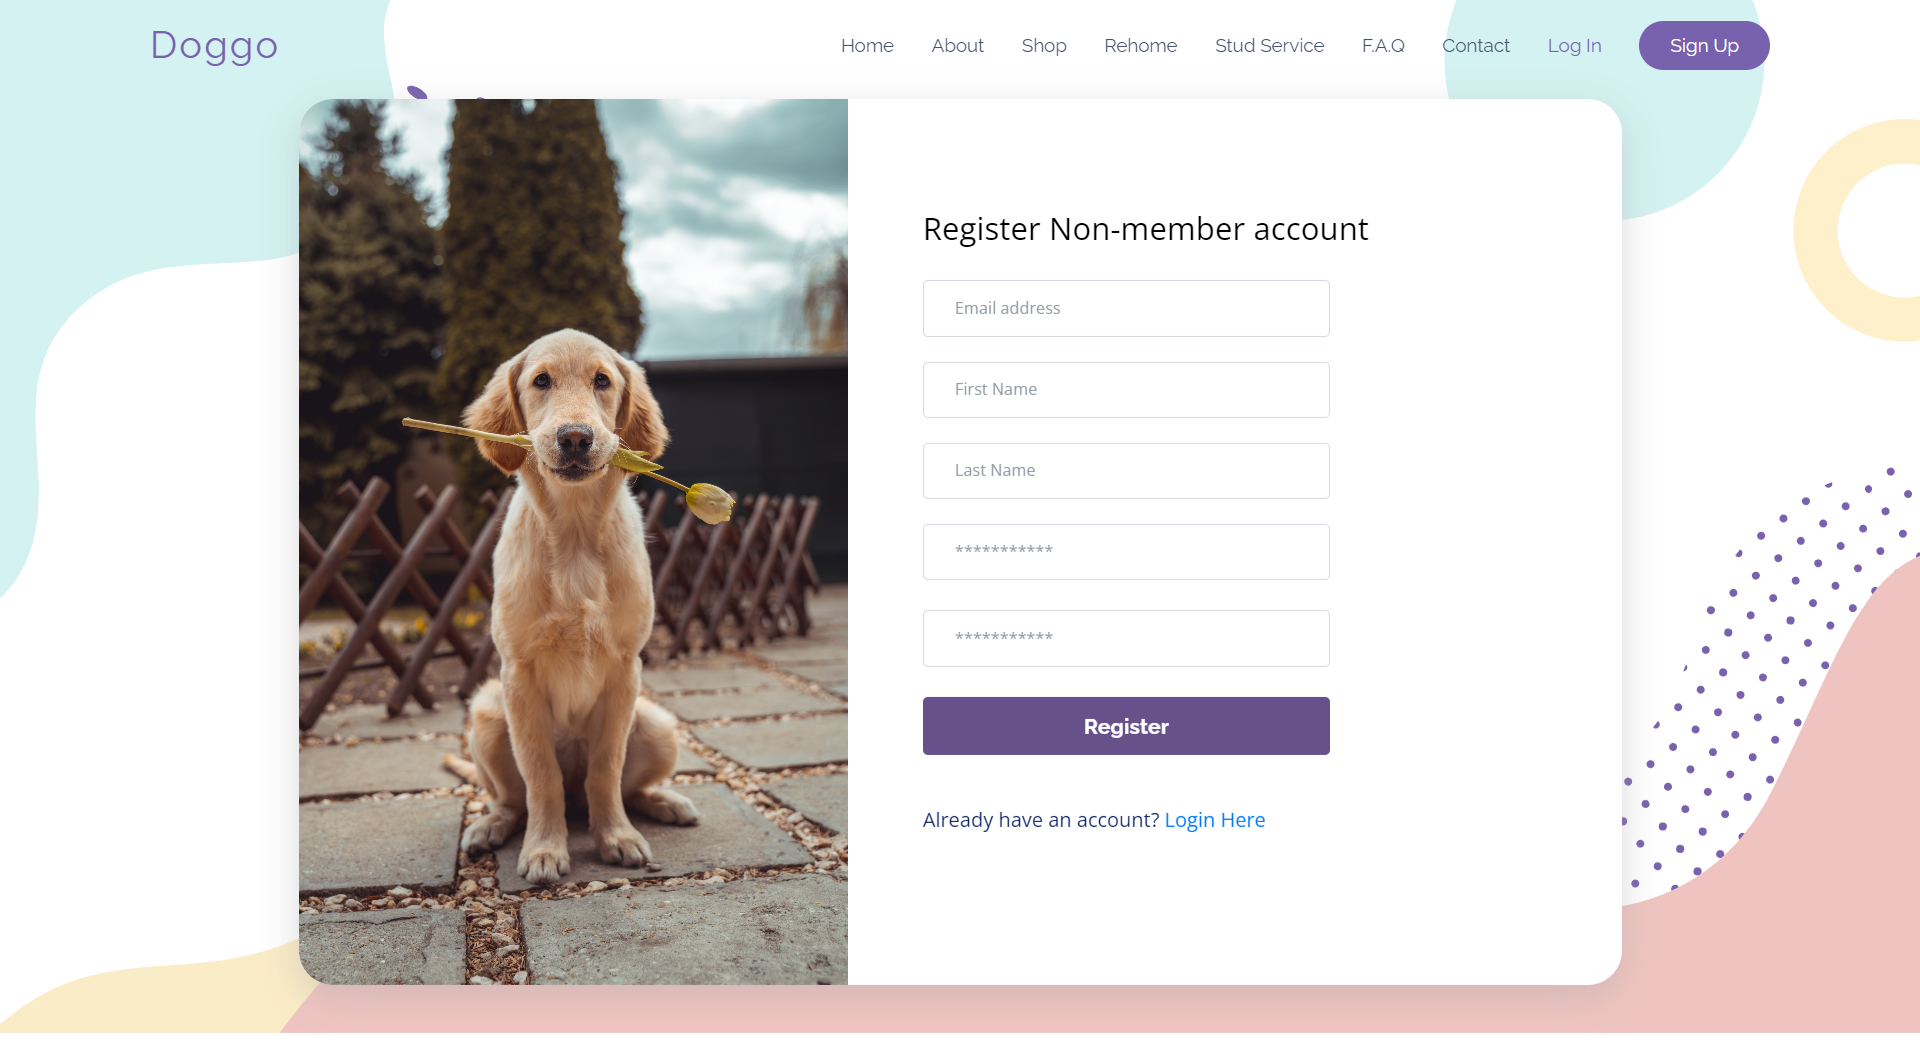 Doggo
Home About Shop Rehome Stud Service F.A.Q Contact Log In Sign Up
Register Non-member account
Email address
First Name
Last Name
***********
***********
Register
Already have an account? Login Here